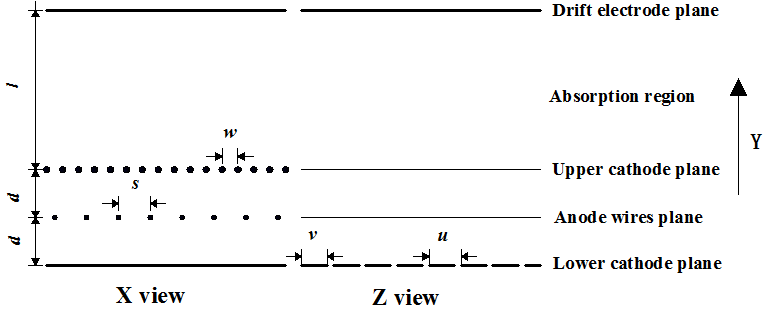 Drift electrode plane
l
Absorption region
w
Y
Upper cathode plane
s
d
Anode wires plane
d
v
u
Lower cathode plane
X view
Z view